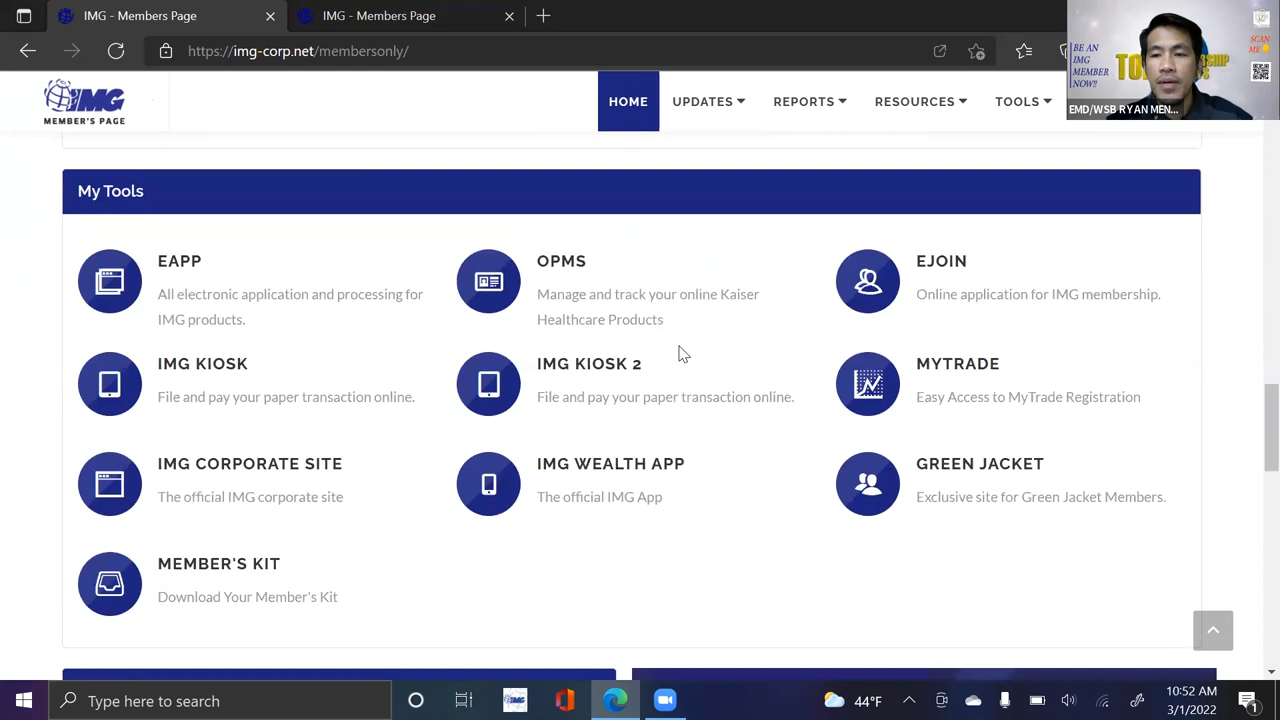 IMG - Members Page
IMG - Members Page
https://img-corp.net/membersonly/
BE AN
IMG
MEMBER
NOW!!
SCAN
ME
EMD/WSB RYAN MEN...
IMG
MEMBER'S PAGE
HOME
UPDATES
REPORTS
RESOURCES
TOOLS
My Tools
EAPP
All electronic application and processing for
IMG products.
OPMS
Manage and track your online Kaiser
Healthcare Products
EJOIN
Online application for IMG membership.
IMG KIOSK
File and pay your paper transaction online.
IMG KIOSK 2
File and pay your paper transaction online.
MYTRADE
Easy Access to MyTrade Registration
IMG CORPORATE SITE
The official IMG corporate site
IMG WEALTH APP
The official IMG App
GREEN JACKET
Exclusive site for Green Jacket Members.
MEMBER'S KIT
Download Your Member's Kit
Type here to search
IMG
44°F
10:52 AM
3/1/2022
1